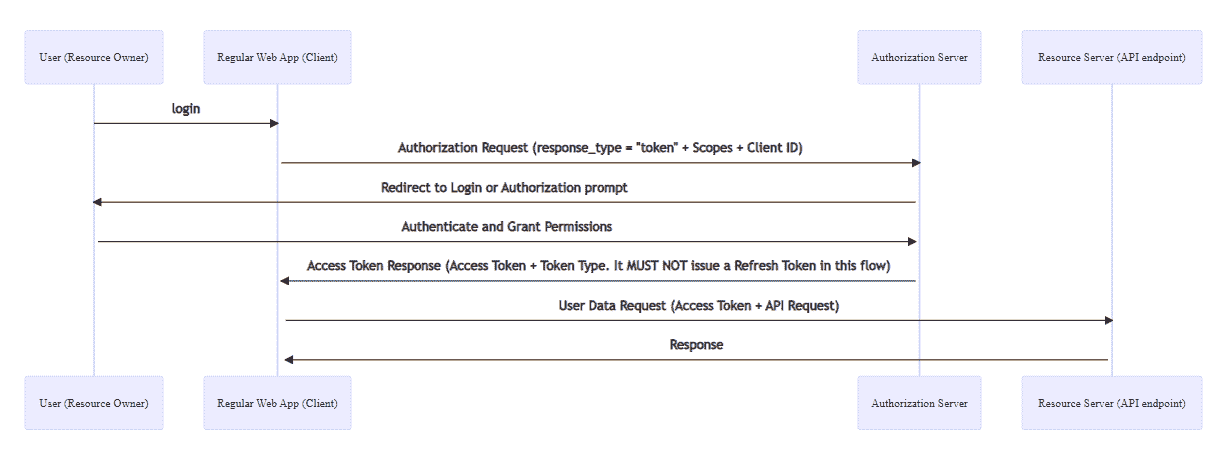 User (Resource Owner)
Regular Web App (Client)
Authorization Server
Resource Server (API endpoint)
login
Authorization Request (response_type = "token" + Scopes + Client ID)
Redirect to Login or Authorization prompt
Authenticate and Grant Permissions
Access Token Response (Access Token + Token Type. It MUST NOT issue a Refresh Token in this flow)
User Data Request (Access Token + API Request)
Response
User (Resource Owner)
Regular Web App (Client)
Authorization Server
Resource Server (API endpoint)